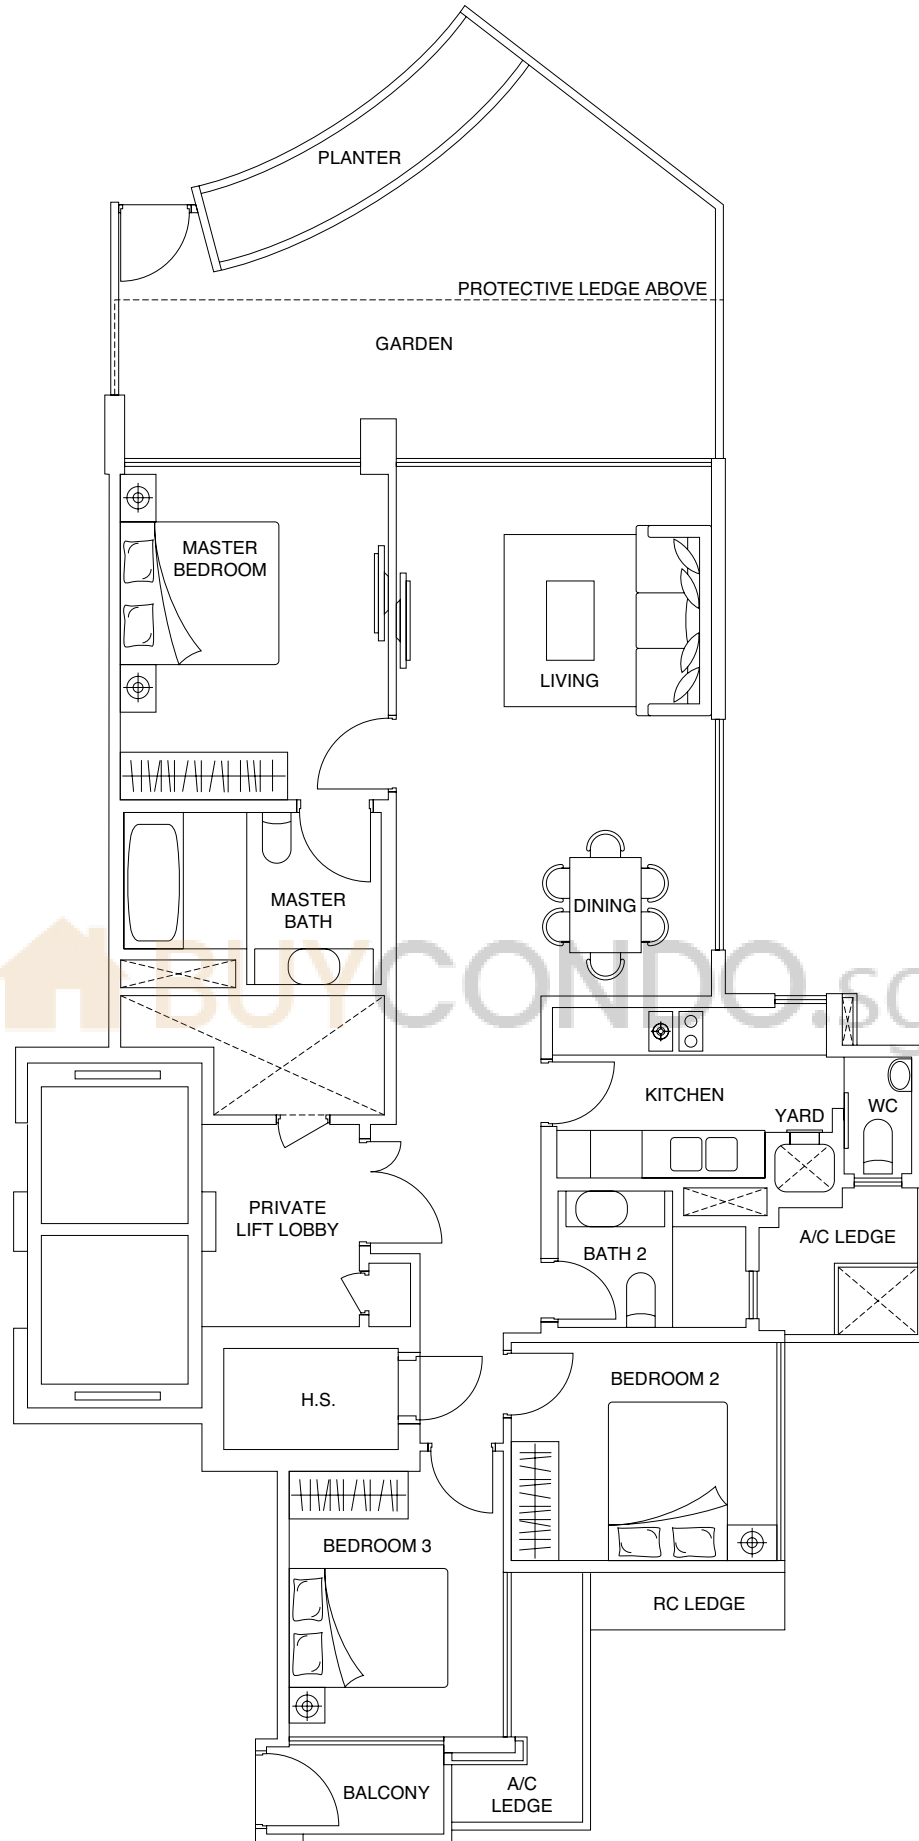 PLANTER
PROTECTIVE LEDGE ABOVE
GARDEN
MASTER
BEDROOM
LIVING
MASTER
BATH
DINING
BUYCONDO.sg
KITCHEN
YARD
WC
PRIVATE
LIFT LOBBY
BATH 2
A/C LEDGE
BEDROOM 2
H.S.
BEDROOM 3
RC LEDGE
BALCONY
A/C
LEDGE